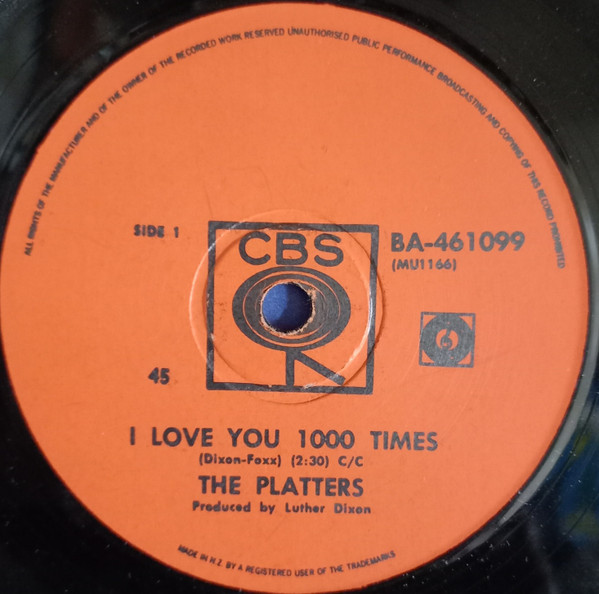 ALL RIGHTS OF THE MANUFACTURER AND OF THE OWNER OF THE RECORDED WORK RESERVED UNAUTHORISED PUBLIC PERFORMANCE BROADCASTING AND COPYING OF THIS RECORD PROHIBITED
SIDE 1
CBS
BA-461099
(MU1166)
45
I LOVE YOU 1000 TIMES
(Dixon-Foxx) (2:30) C/C
THE PLATTERS
Produced by Luther Dixon
MADE IN N.Z. BY A REGISTERED USER OF THE TRADEMARKS